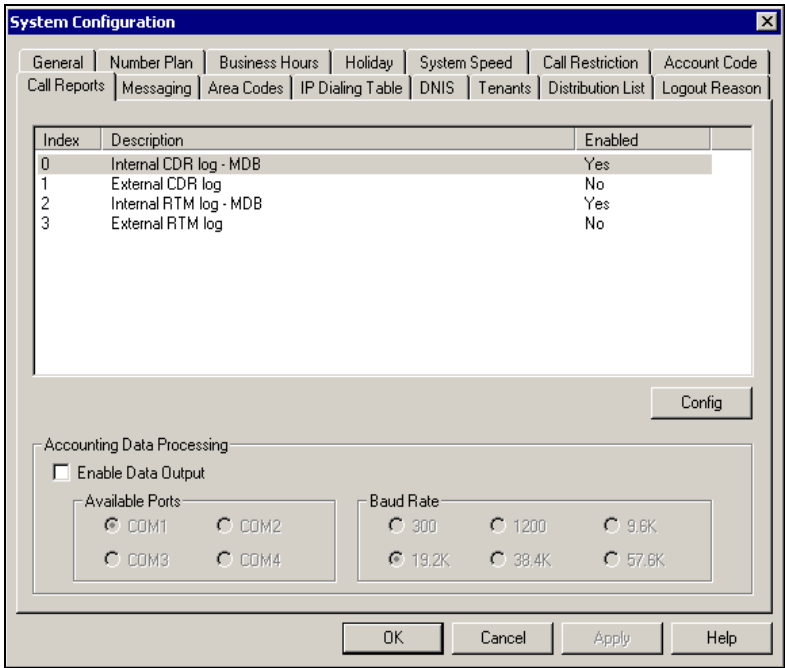 System Configuration
General Number Plan Business Hours Holiday System Speed Call Restriction Account Code
Call Reports Messaging Area Codes IP Dialing Table DNIS Tenants Distribution List Logout Reason
Index Description Enabled
0 Internal CDR log - MDB Yes
1 External CDR log No
2 Internal RTM log - MDB Yes
3 External RTM log No
Config
Accounting Data Processing
Enable Data Output
Available Ports Baud Rate
COM1 COM2 300 1200 9.6K
COM3 COM4 19.2K 38.4K 57.6K
OK Cancel Apply Help